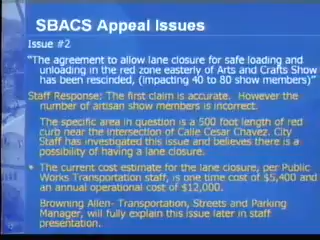 SBACS Appeal Issues
Issue #2
"The agreement to allow lane closure for safe loading and
unloading in the red zone easterly of Arts and Crafts Show
has been rescinded, (impacting 40 to 80 show members)"
Staff Response: The first claim is accurate. However the
number of artisan show members is incorrect.
The specific area in question is a 500 foot length of red
curb near the intersection of Calle Cesar Chavez. City
Staff has investigated this issue and believes there is a
possibility of having a lane closure.
* The current cost estimate for the lane closure, per Public
Works Transportation staff, is one time cost of $5,400 and
an annual operational cost of $12,000.
Browning Allen- Transportation, Streets and Parking
Manager, will fully explain this issue later in staff
presentation.